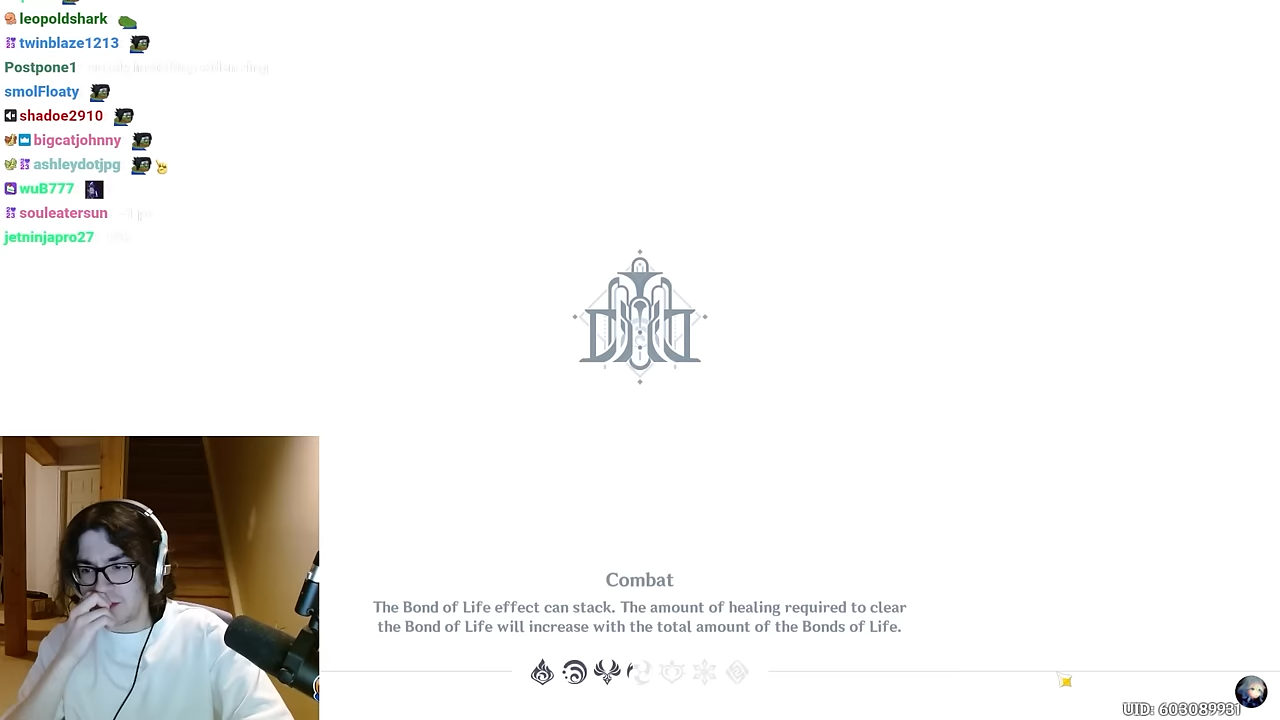 leopoldshark
twinblaze1213
Postpone1
smolFloaty
shadoe2910
bigcatjohnny
ashleydotjpg
wuB777
souleatersun
jetninjapro27
Combat
The Bond of Life effect can stack. The amount of healing required to clear
the Bond of Life will increase with the total amount of the Bonds of Life.
UID: 603089931